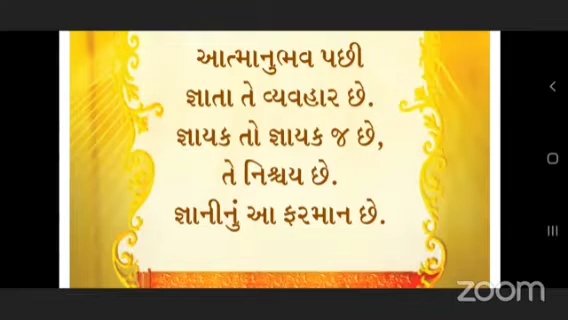 આત્માનુભવ પછી
જ્ઞાતા તે વ્યવહાર છે.
જ્ઞાયક તો જ્ઞાયક જ છે,
તે નિશ્ચય છે.
જ્ઞાનીનું આ ફરમાન છે.
zoom